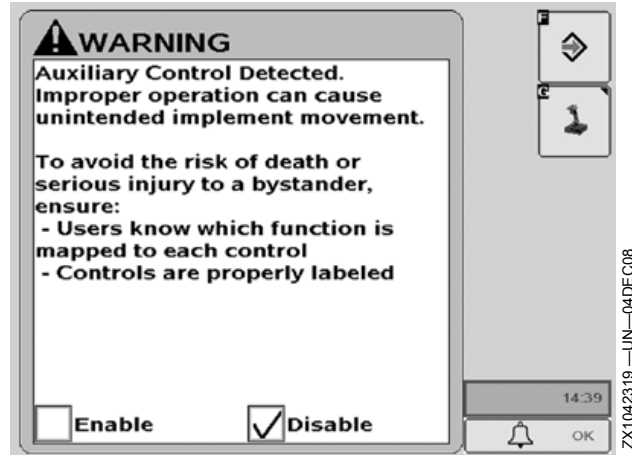 WARNING
Auxiliary Control Detected.
Improper operation can cause
unintended implement movement.
To avoid the risk of death or
serious injury to a bystander,
ensure:
- Users know which function is
mapped to each control
- Controls are properly labeled
Enable
Disable
F
G
14:39
OK
ZX1042319 —UN—04DEC08